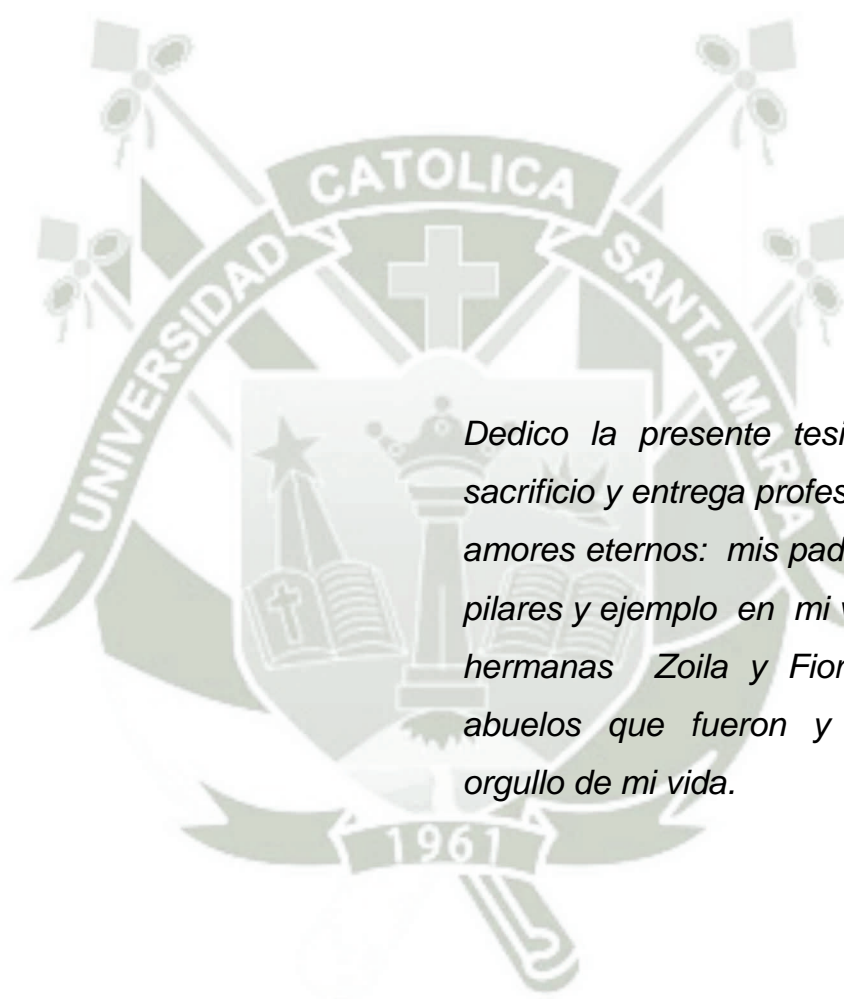 UNIVERSIDAD CATOLICA SANTA
Dedico la presente tesi
sacrificio y entrega profes
amores eternos: mis pad
pilares y ejemplo en mi v
hermanas Zoila y Fior
abuelos que fueron y
orgullo de mi vida.
1961